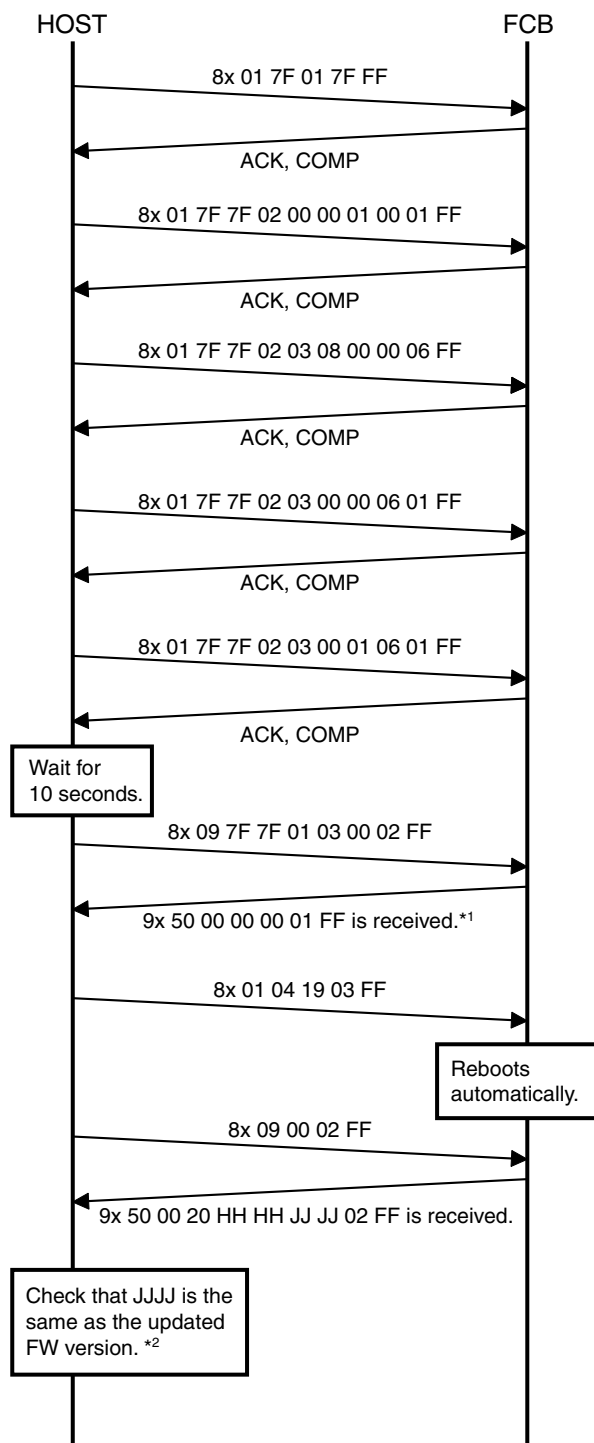 HOST FCB
8x 01 7F 01 7F FF
ACK, COMP
8x 01 7F 7F 02 00 00 01 00 01 FF
ACK, COMP
8x 01 7F 7F 02 03 08 00 00 06 FF
ACK, COMP
8x 01 7F 7F 02 03 00 00 06 01 FF
ACK, COMP
8x 01 7F 7F 02 03 00 01 06 01 FF
ACK, COMP
Wait for
10 seconds.
8x 09 7F 7F 01 03 00 02 FF
9x 50 00 00 00 01 FF is received.*1
8x 01 04 19 03 FF
Reboots
automatically.
8x 09 00 02 FF
9x 50 00 20 HH HH JJ JJ 02 FF is received.
Check that JJJJ is the
same as the updated
FW version. *2